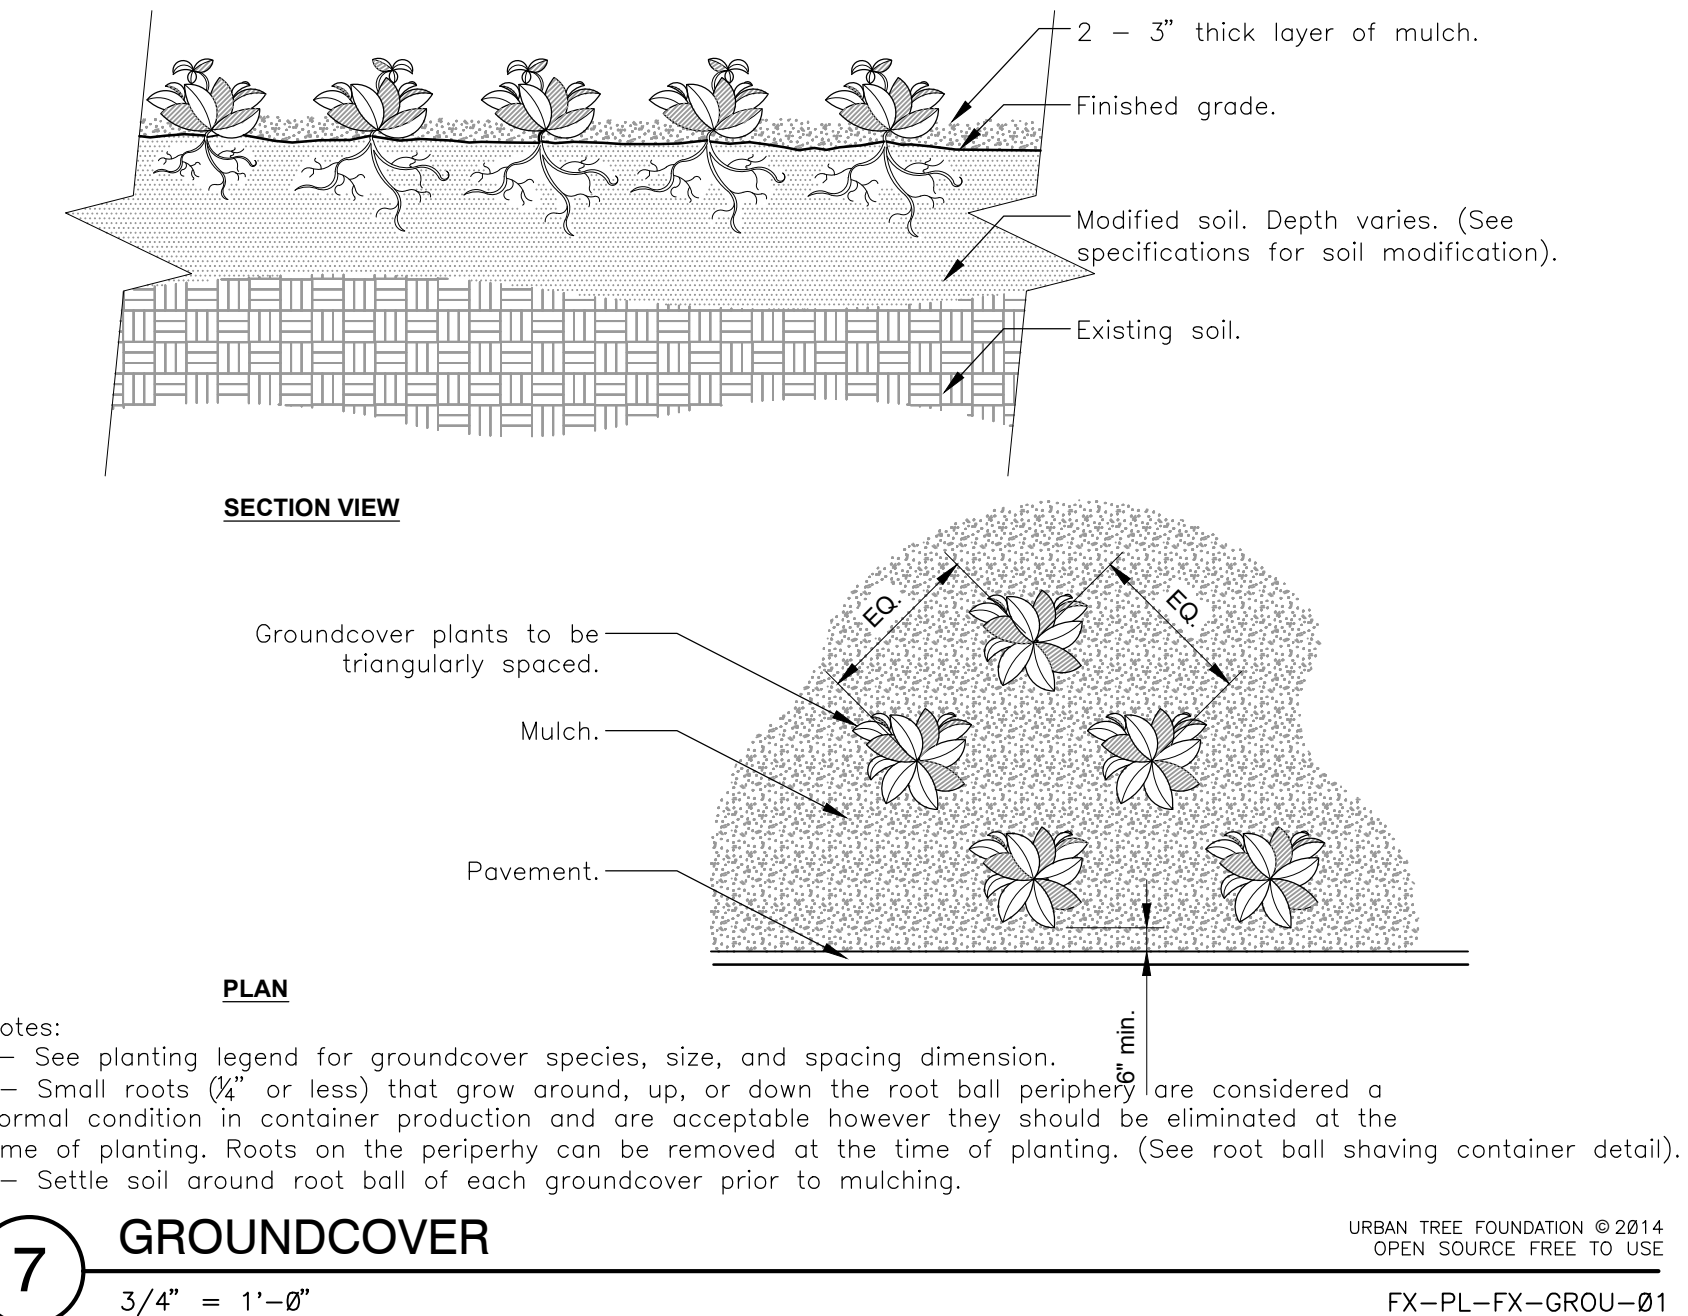 2 – 3” thick layer of mulch.
Finished grade.
Modified soil. Depth varies. (See
specifications for soil modification).
Existing soil.
SECTION VIEW
EQ.
EQ.
Groundcover plants to be
triangularly spaced.
Mulch.
Pavement.
6" min.
PLAN
otes:
– See planting legend for groundcover species, size, and spacing dimension.
– Small roots (¼” or less) that grow around, up, or down the root ball periphery are considered a
ormal condition in container production and are acceptable however they should be eliminated at the
me of planting. Roots on the periperhy can be removed at the time of planting. (See root ball shaving container detail).
– Settle soil around root ball of each groundcover prior to mulching.
7
GROUNDCOVER
3/4” = 1’–0”
URBAN TREE FOUNDATION © 2014
OPEN SOURCE FREE TO USE
FX–PL–FX–GROU–01